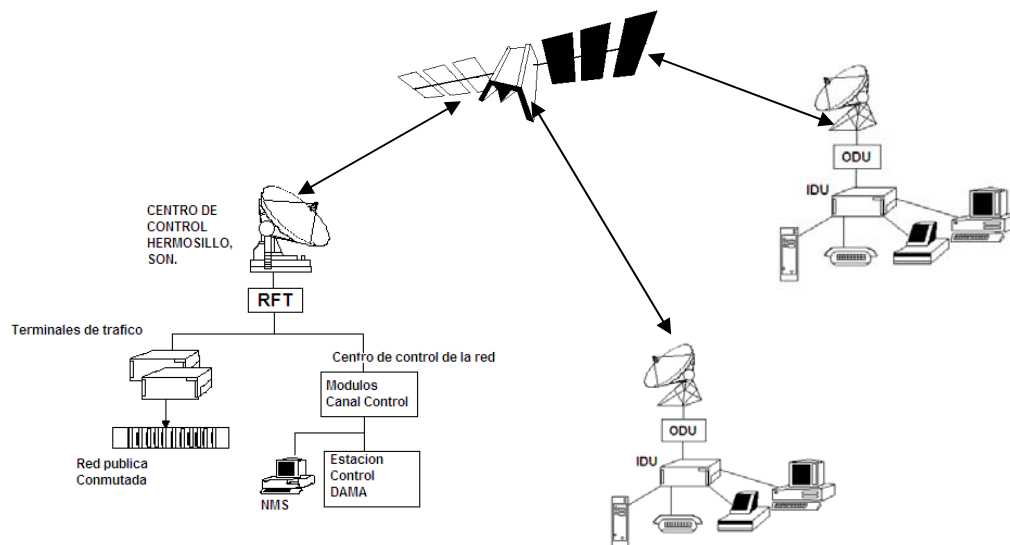 ODU
IDU
CENTRO DE
CONTROL
HERMOSILLO,
SON.
RFT
Terminales de trafico
Centro de control de la red
Modulos
Canal Control
Red publica
Conmutada
NMS
Estacion
Control
DAMA
ODU
IDU